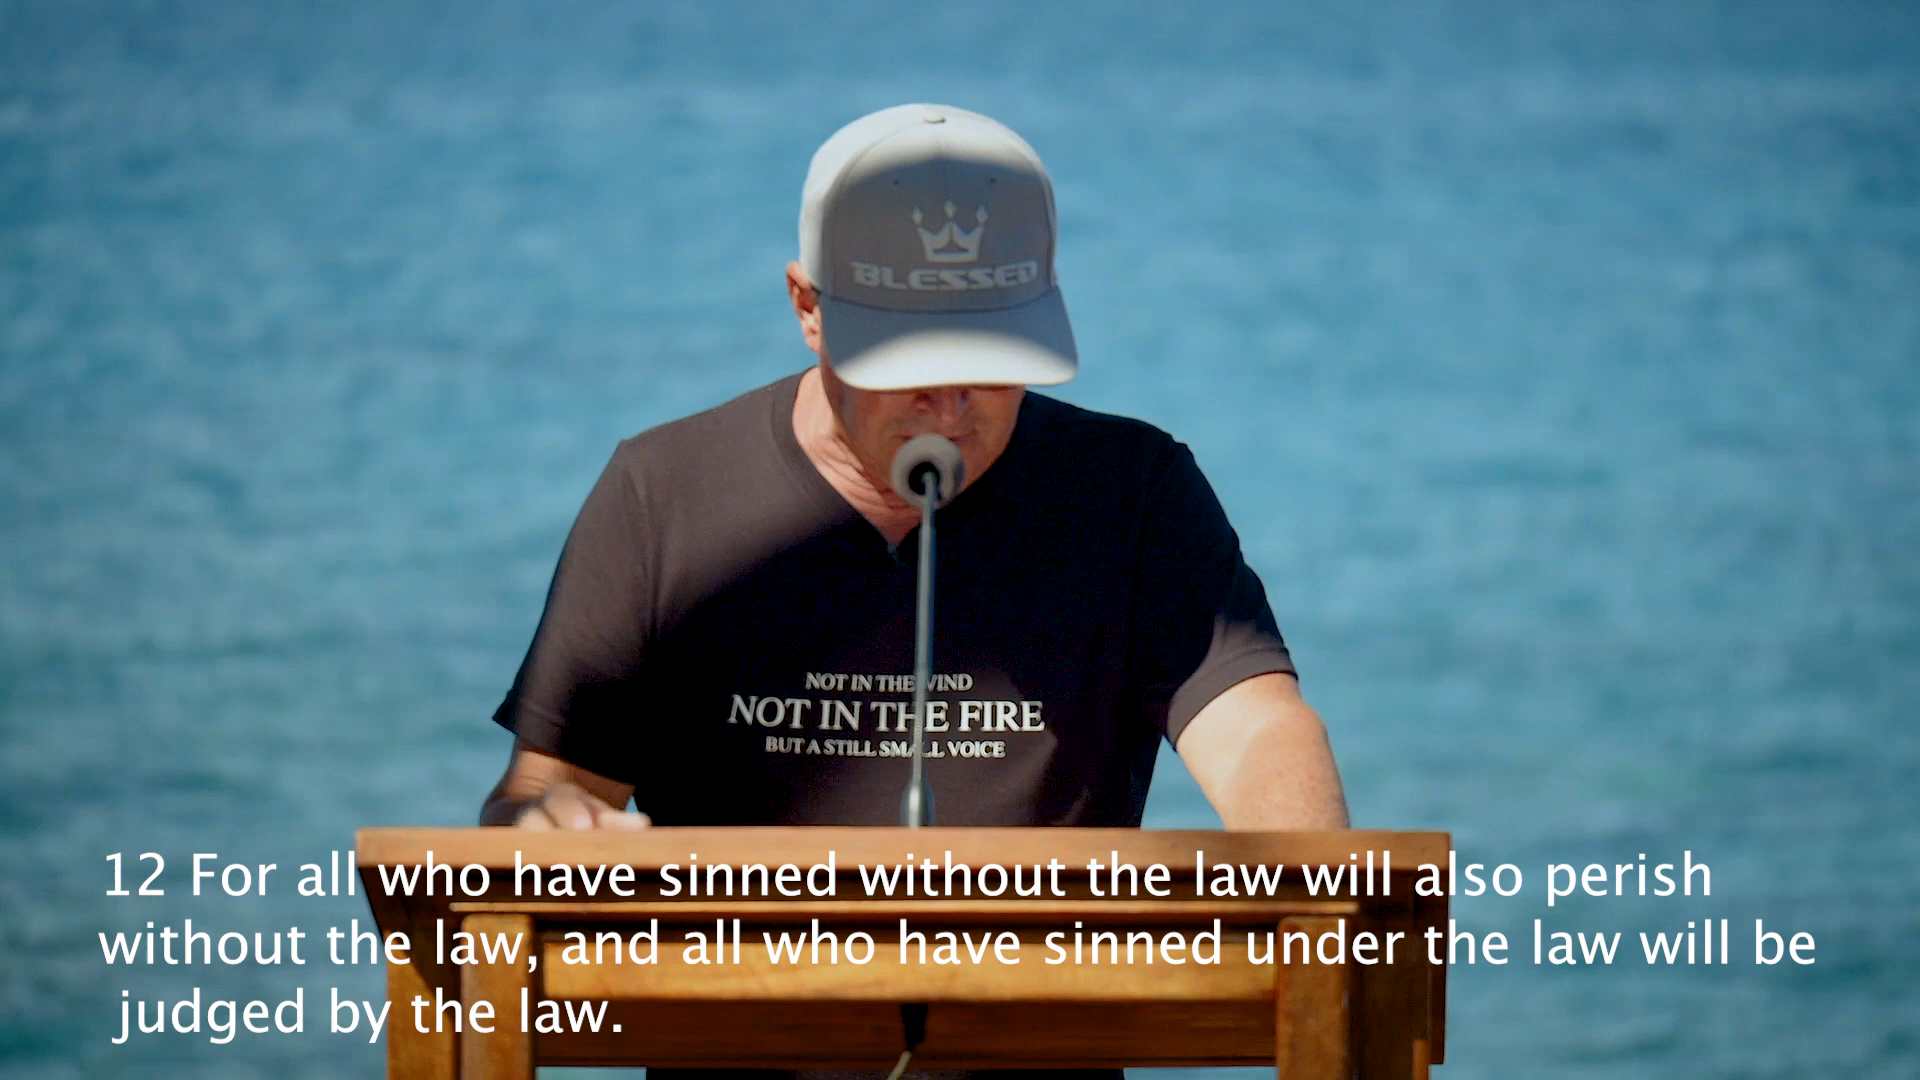 BLESSED
NOT IN THE WIND
NOT IN THE FIRE
BUT A STILL SMALL VOICE
12 For all who have sinned without the law will also perish
without the law, and all who have sinned under the law will be
judged by the law.